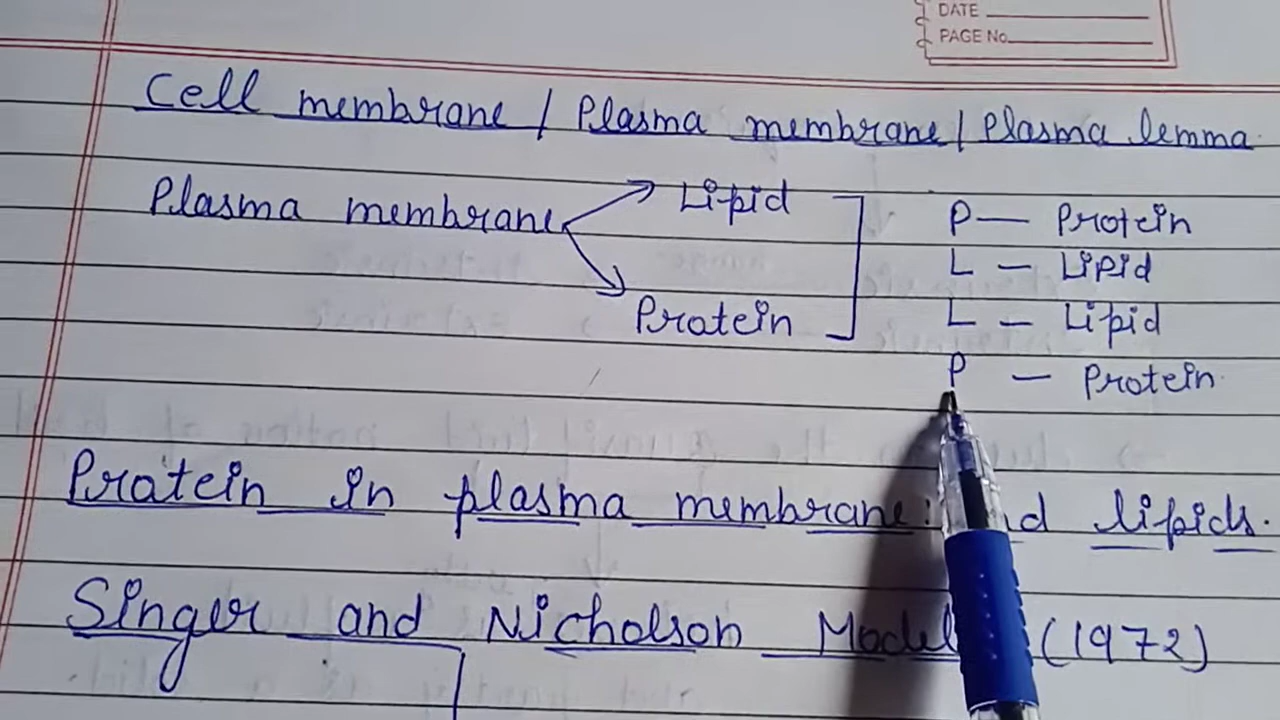 DATE
PAGE No.
Cell membrane / Plasma membrane / Plasma lemma
Plasma membrane
Lipid
Protein
P — Protein
L — Lipid
L — Lipid
P — Protein
Protein in plasma membrane: nd lipids.
Singer and Nicholson Model (1972)